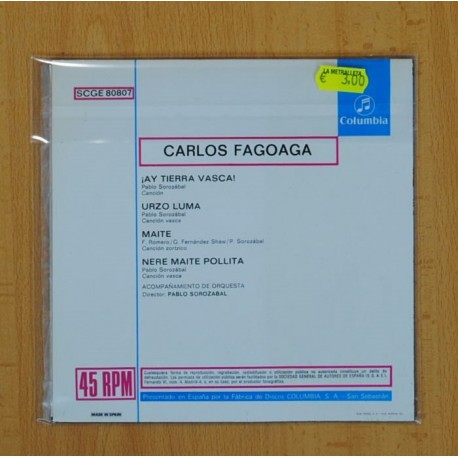 SCGE 80807
LA METRALLETA
€ 3,00
Columbia
CARLOS FAGOAGA
¡AY TIERRA VASCA!
Pablo Sorozábal
Canción
URZO LUMA
Pablo Sorozábal
Canción vasca
MAITE
F. Romero/G. Fernández Shaw/P. Sorozábal
Canción zortzico
NERE MAITE POLLITA
Pablo Sorozábal
Canción vasca
ACOMPAÑAMIENTO DE ORQUESTA
Director: PABLO SOROZABAL
45 RPM
MADE IN SPAIN
Presentado en España por la Fábrica de Discos COLUMBIA, S. A. - San Sebastián